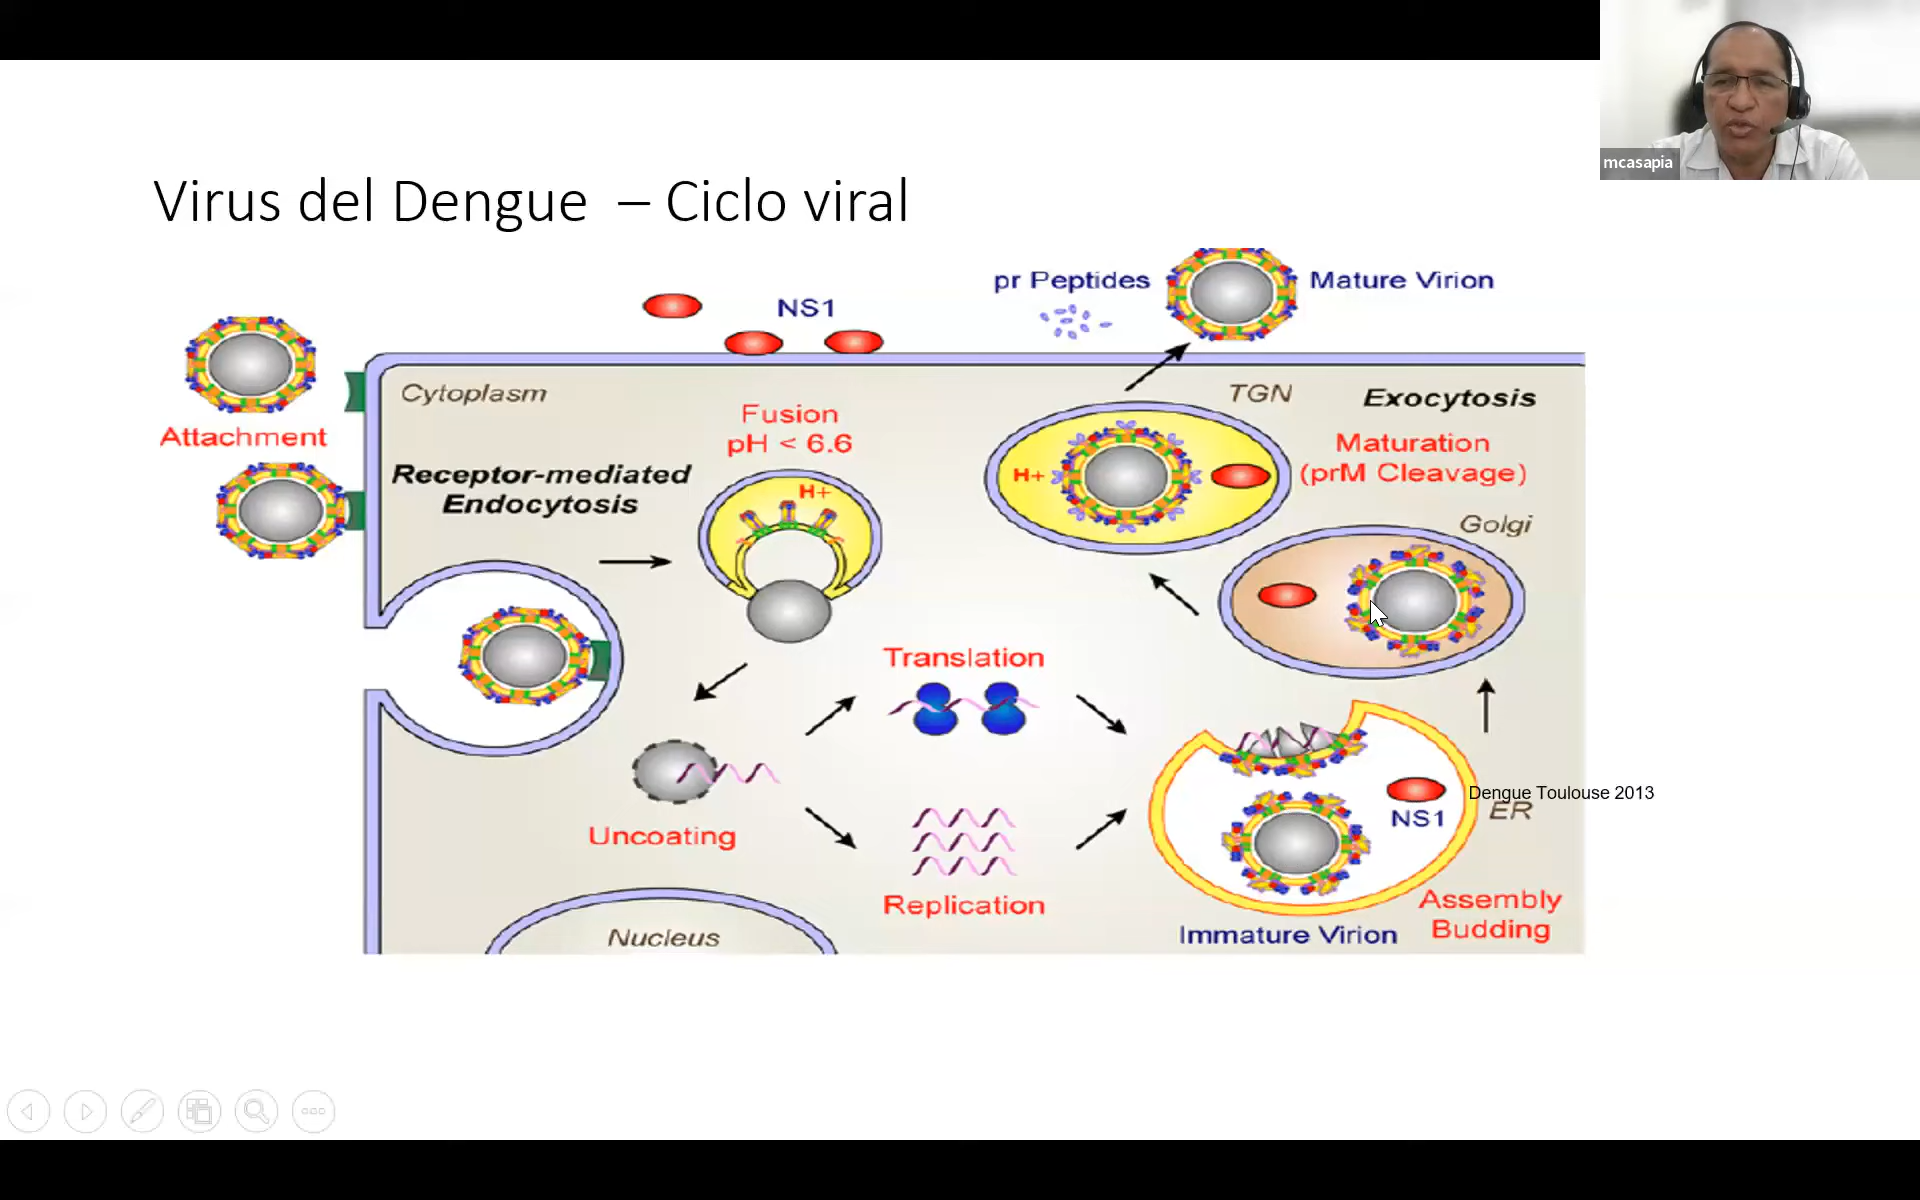 mcasapia
Virus del Dengue – Ciclo viral
pr Peptides
Mature Virion
NS1
Attachment
Cytoplasm
Fusion
pH < 6.6
H+
Receptor-mediated
Endocytosis
TGN
Exocytosis
Maturation
(prM Cleavage)
H+
Golgi
Translation
Uncoating
Replication
NS1
Dengue Toulouse 2013
ER
Assembly
Budding
Immature Virion
Nucleus